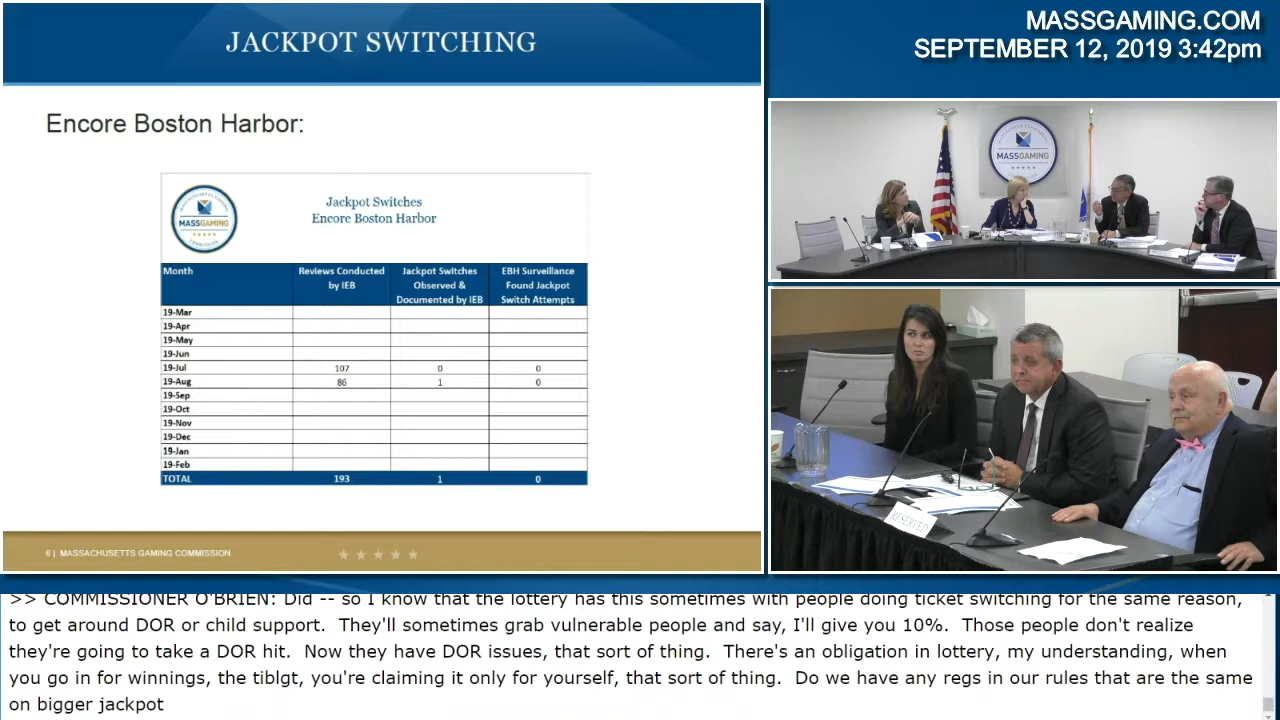 JACKPOT SWITCHING
Encore Boston Harbor:
MASSGAMING
Jackpot Switches
Encore Boston Harbor
Month Reviews Conducted by IEB Jackpot Switches Observed & Documented by IEB EBH Surveillance Found Jackpot Switch Attempts
19-Mar
19-Apr
19-May
19-Jun
19-Jul 107 0 0
19-Aug 86 1 0
19-Sep
19-Oct
19-Nov
19-Dec
19-Jan
19-Feb
TOTAL 193 1 0
6 | MASSACHUSETTS GAMING COMMISSION
MASSGAMING.COM
SEPTEMBER 12, 2019 3:42pm
MASSGAMING
RESERVED
>> COMMISSIONER O'BRIEN: Did -- so I know that the lottery has this sometimes with people doing ticket switching for the same reason,
to get around DOR or child support. They'll sometimes grab vulnerable people and say, I'll give you 10%. Those people don't realize
they're going to take a DOR hit. Now they have DOR issues, that sort of thing. There's an obligation in lottery, my understanding, when
you go in for winnings, the tiblgt, you're claiming it only for yourself, that sort of thing. Do we have any regs in our rules that are the same
on bigger jackpot